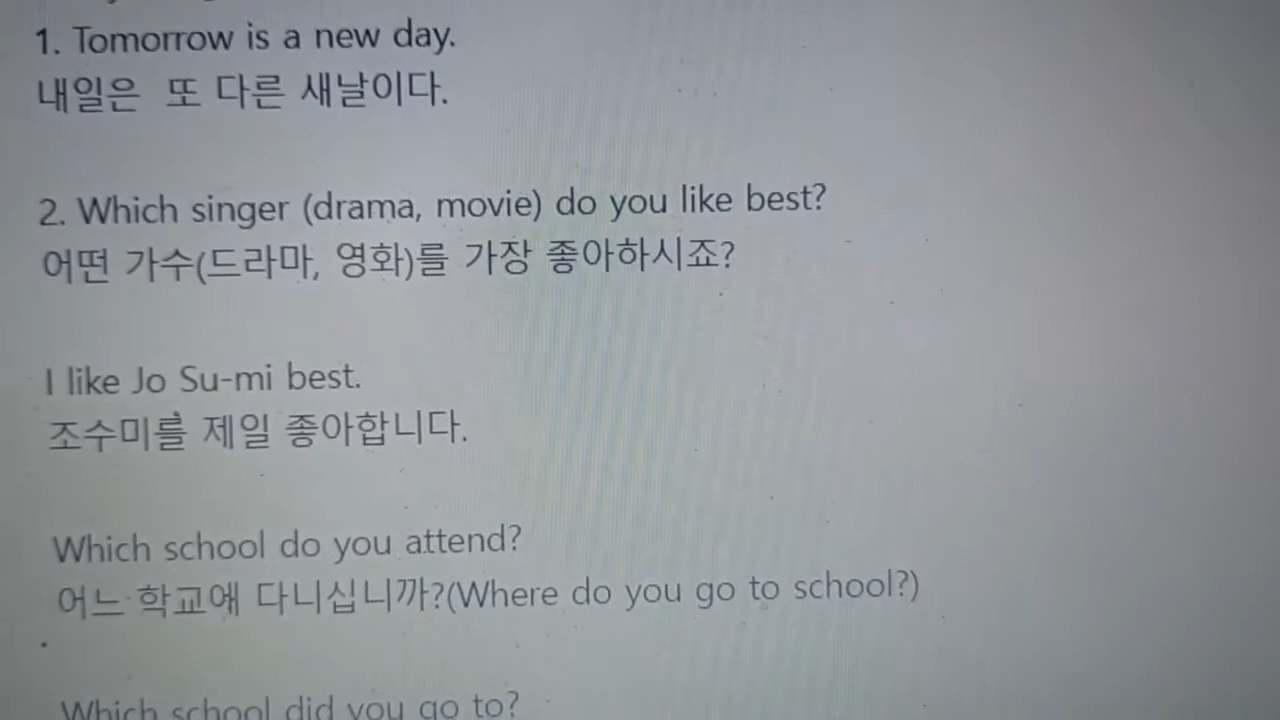 1. Tomorrow is a new day.
내일은 또 다른 새날이다.
2. Which singer (drama, movie) do you like best?
어떤 가수(드라마, 영화)를 가장 좋아하시죠?
I like Jo Su-mi best.
조수미를 제일 좋아합니다.
Which school do you attend?
어느 학교에 다니십니까?(Where do you go to school?)
Which school did you go to?